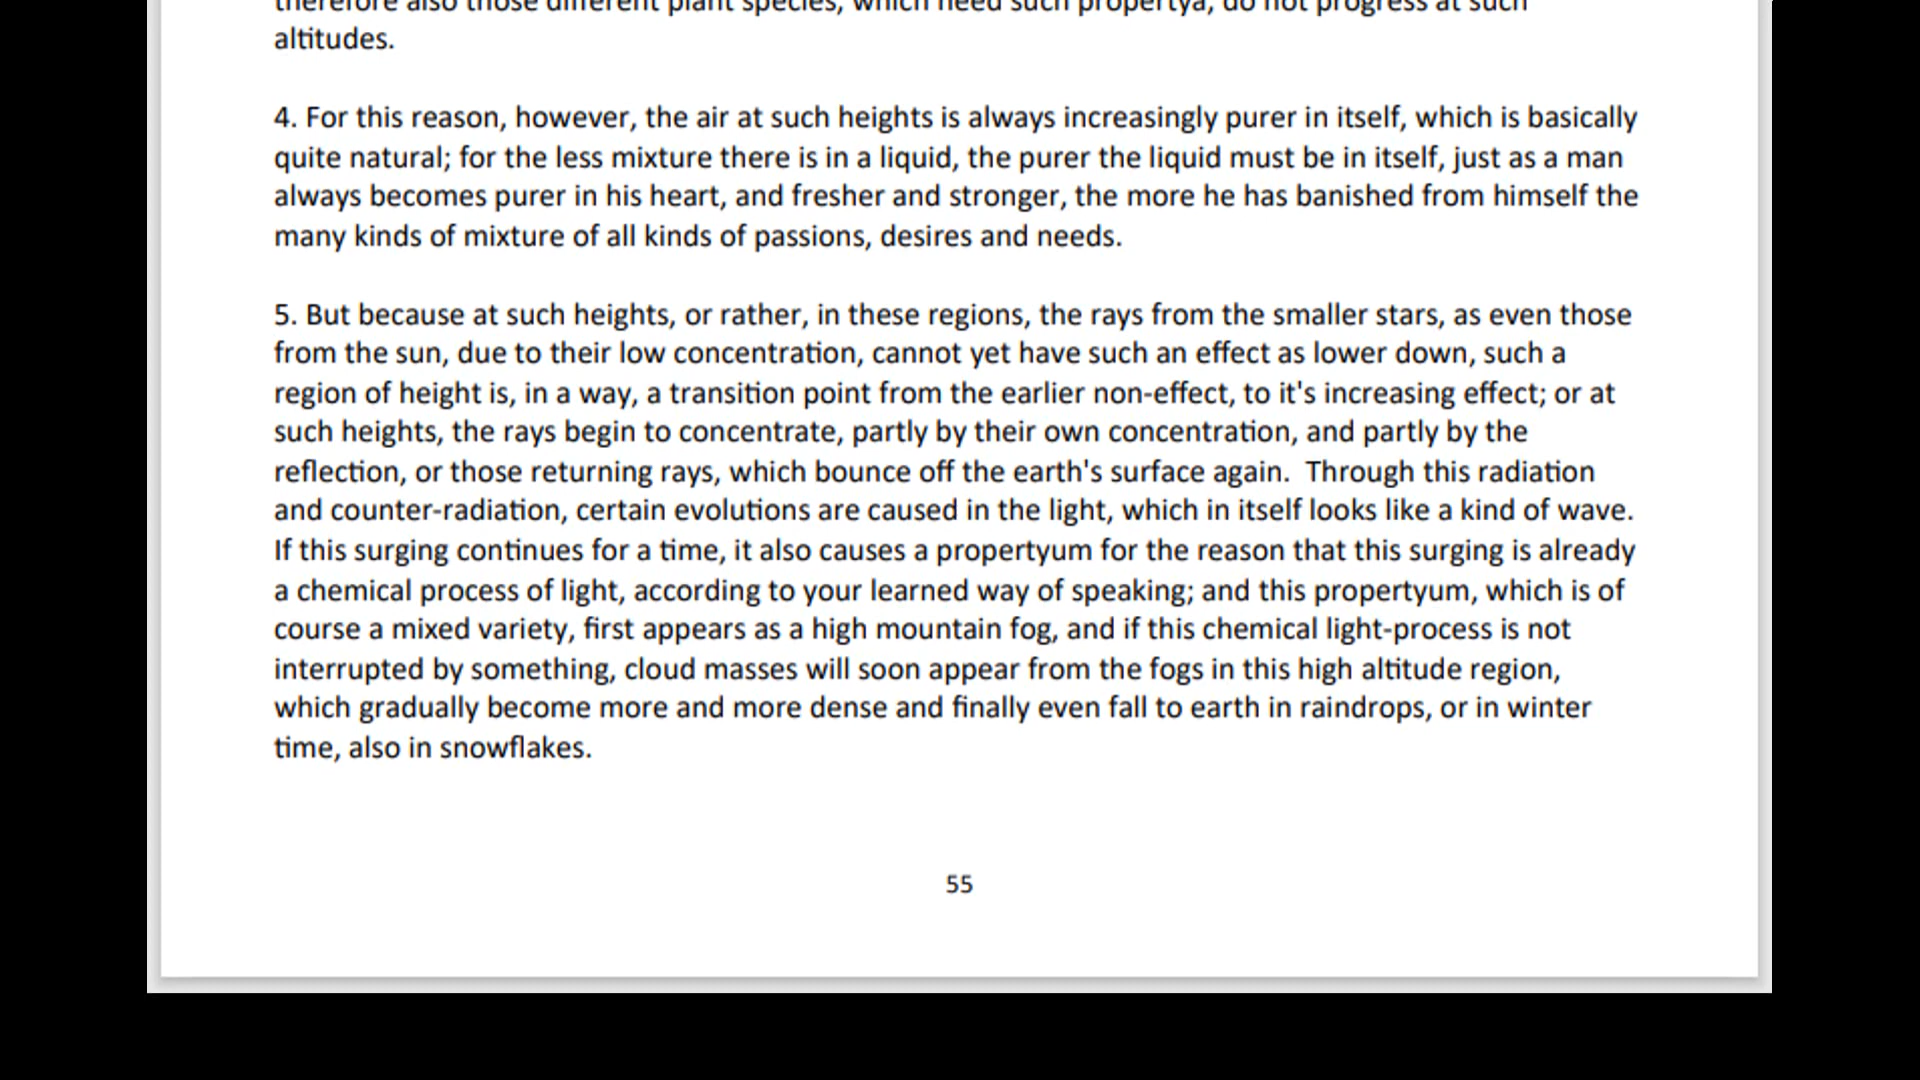 therefore also those different plant species, which need such propertya, do not progress at such
altitudes.
4. For this reason, however, the air at such heights is always increasingly purer in itself, which is basically
quite natural; for the less mixture there is in a liquid, the purer the liquid must be in itself, just as a man
always becomes purer in his heart, and fresher and stronger, the more he has banished from himself the
many kinds of mixture of all kinds of passions, desires and needs.
5. But because at such heights, or rather, in these regions, the rays from the smaller stars, as even those
from the sun, due to their low concentration, cannot yet have such an effect as lower down, such a
region of height is, in a way, a transition point from the earlier non-effect, to it's increasing effect; or at
such heights, the rays begin to concentrate, partly by their own concentration, and partly by the
reflection, or those returning rays, which bounce off the earth's surface again.  Through this radiation
and counter-radiation, certain evolutions are caused in the light, which in itself looks like a kind of wave.
If this surging continues for a time, it also causes a propertyum for the reason that this surging is already
a chemical process of light, according to your learned way of speaking; and this propertyum, which is of
course a mixed variety, first appears as a high mountain fog, and if this chemical light-process is not
interrupted by something, cloud masses will soon appear from the fogs in this high altitude region,
which gradually become more and more dense and finally even fall to earth in raindrops, or in winter
time, also in snowflakes.
55